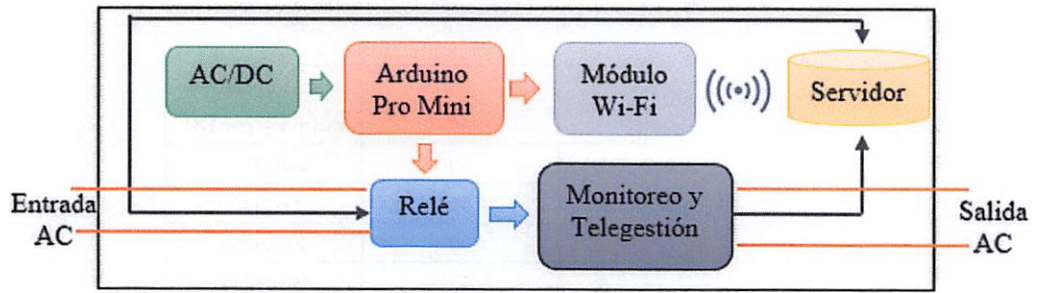 AC/DC
Arduino
Pro Mini
Módulo
Wi-Fi
Servidor
Entrada
AC
Relé
Monitoreo y
Telegestión
Salida
AC